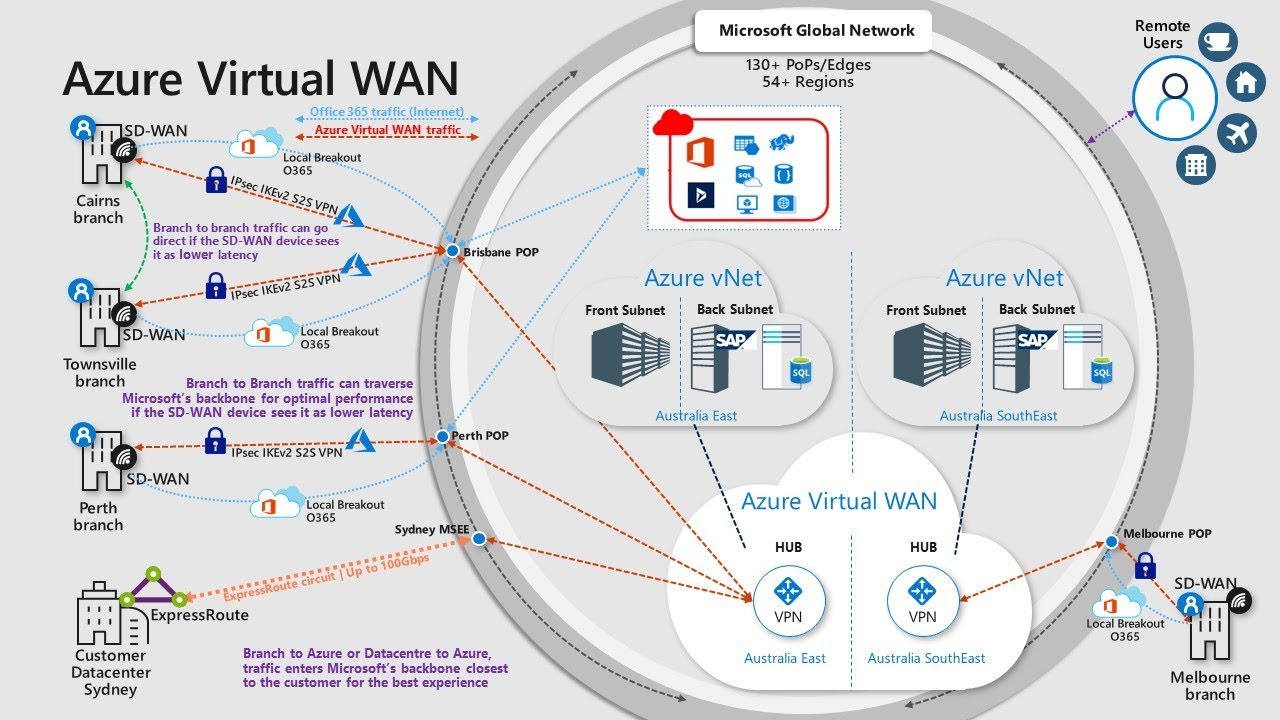 Microsoft Global Network
130+ PoPs/Edges
54+ Regions
Remote
Users
Azure Virtual WAN
Office 365 traffic (Internet)
Azure Virtual WAN traffic
SD-WAN
Local Breakout
O365
IPsec IKEv2 S2S VPN
Cairns
branch
Branch to branch traffic can go
direct if the SD-WAN device sees
it as lower latency
Brisbane POP
IPsec IKEv2 S2S VPN
SD-WAN
Local Breakout
O365
Townsville
branch
Branch to Branch traffic can traverse
Microsoft's backbone for optimal performance
if the SD-WAN device sees it as lower latency
Perth POP
IPsec IKEv2 S2S VPN
SD-WAN
Local Breakout
O365
Perth
branch
Sydney MSEE
ExpressRoute circuit | Up to 100Gbps
ExpressRoute
Customer
Datacenter
Sydney
Branch to Azure or Datacentre to Azure,
traffic enters Microsoft's backbone closest
to the customer for the best experience
SQL
Azure vNet
Front Subnet
Back Subnet
SAP
SQL
Australia East
Azure vNet
Front Subnet
Back Subnet
SAP
SQL
Australia SouthEast
Azure Virtual WAN
HUB
VPN
Australia East
HUB
VPN
Australia SouthEast
Melbourne POP
SD-WAN
Local Breakout
O365
Melbourne
branch